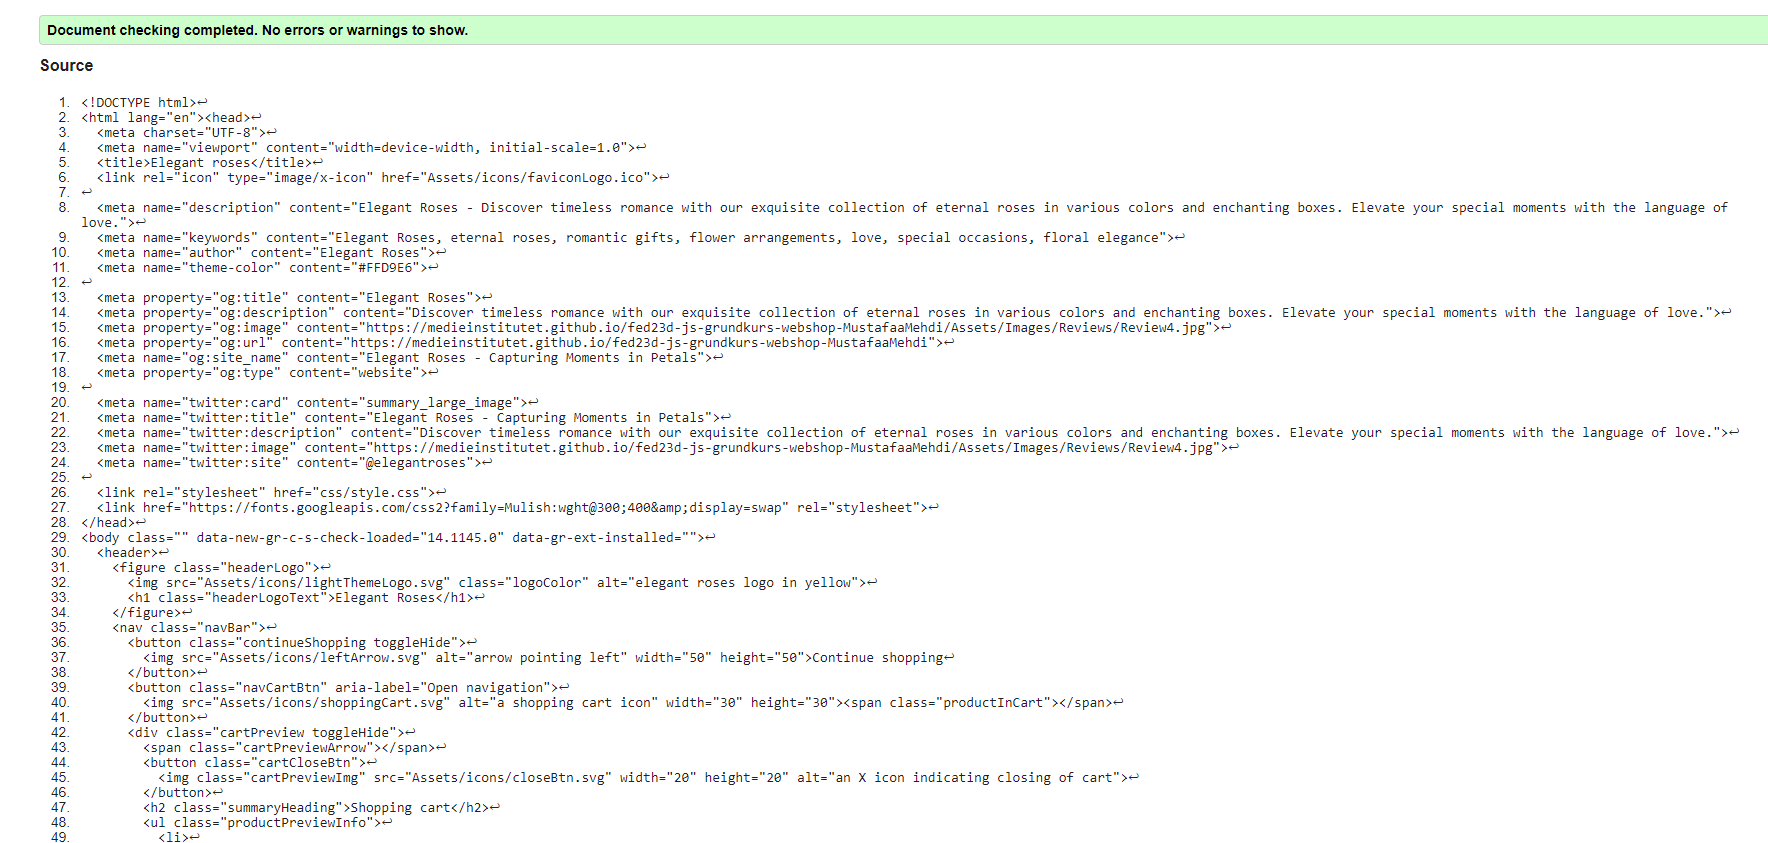 Document checking completed. No errors or warnings to show.
Source
1. <!DOCTYPE html>↩
2. <html lang="en"><head>↩
3. <meta charset="UTF-8">↩
4. <meta name="viewport" content="width=device-width, initial-scale=1.0">↩
5. <title>Elegant roses</title>↩
6. <link rel="icon" type="image/x-icon" href="Assets/icons/faviconLogo.ico">↩
7. ↩
8. <meta name="description" content="Elegant Roses - Discover timeless romance with our exquisite collection of eternal roses in various colors and enchanting boxes. Elevate your special moments with the language of
love.">↩
9. <meta name="keywords" content="Elegant Roses, eternal roses, romantic gifts, flower arrangements, love, special occasions, floral elegance">↩
10. <meta name="author" content="Elegant Roses">↩
11. <meta name="theme-color" content="#FFD9E6">↩
12. ↩
13. <meta property="og:title" content="Elegant Roses">↩
14. <meta property="og:description" content="Discover timeless romance with our exquisite collection of eternal roses in various colors and enchanting boxes. Elevate your special moments with the language of love.">↩
15. <meta property="og:image" content="https://medieinstitutet.github.io/fed23d-js-grundkurs-webshop-MustafaaMehdi/Assets/Images/Reviews/Review4.jpg">↩
16. <meta property="og:url" content="https://medieinstitutet.github.io/fed23d-js-grundkurs-webshop-MustafaaMehdi">↩
17. <meta name="og:site_name" content="Elegant Roses - Capturing Moments in Petals">↩
18. <meta property="og:type" content="website">↩
19. ↩
20. <meta name="twitter:card" content="summary_large_image">↩
21. <meta name="twitter:title" content="Elegant Roses - Capturing Moments in Petals">↩
22. <meta name="twitter:description" content="Discover timeless romance with our exquisite collection of eternal roses in various colors and enchanting boxes. Elevate your special moments with the language of love.">↩
23. <meta name="twitter:image" content="https://medieinstitutet.github.io/fed23d-js-grundkurs-webshop-MustafaaMehdi/Assets/Images/Reviews/Review4.jpg">↩
24. <meta name="twitter:site" content="@elegantroses">↩
25. ↩
26. <link rel="stylesheet" href="css/style.css">↩
27. <link href="https://fonts.googleapis.com/css2?family=Mulish:wght@300;400&amp;display=swap" rel="stylesheet">↩
28. </head>↩
29. <body class="" data-new-gr-c-s-check-loaded="14.1145.0" data-gr-ext-installed="">↩
30. <header>↩
31. <figure class="headerLogo">↩
32. <img src="Assets/icons/lightThemeLogo.svg" class="logoColor" alt="elegant roses logo in yellow">↩
33. <h1 class="headerLogoText">Elegant Roses</h1>↩
34. </figure>↩
35. <nav class="navBar">↩
36. <button class="continueShopping toggleHide">↩
37. <img src="Assets/icons/leftArrow.svg" alt="arrow pointing left" width="50" height="50">Continue shopping↩
38. </button>↩
39. <button class="navCartBtn" aria-label="Open navigation">↩
40. <img src="Assets/icons/shoppingCart.svg" alt="a shopping cart icon" width="30" height="30"><span class="productInCart"></span>↩
41. </button>↩
42. <div class="cartPreview toggleHide">↩
43. <span class="cartPreviewArrow"></span>↩
44. <button class="cartCloseBtn">↩
45. <img class="cartPreviewImg" src="Assets/icons/closeBtn.svg" width="20" height="20" alt="an X icon indicating closing of cart">↩
46. </button>↩
47. <h2 class="summaryHeading">Shopping cart</h2>↩
48. <ul class="productPreviewInfo">↩
49. <li>↩